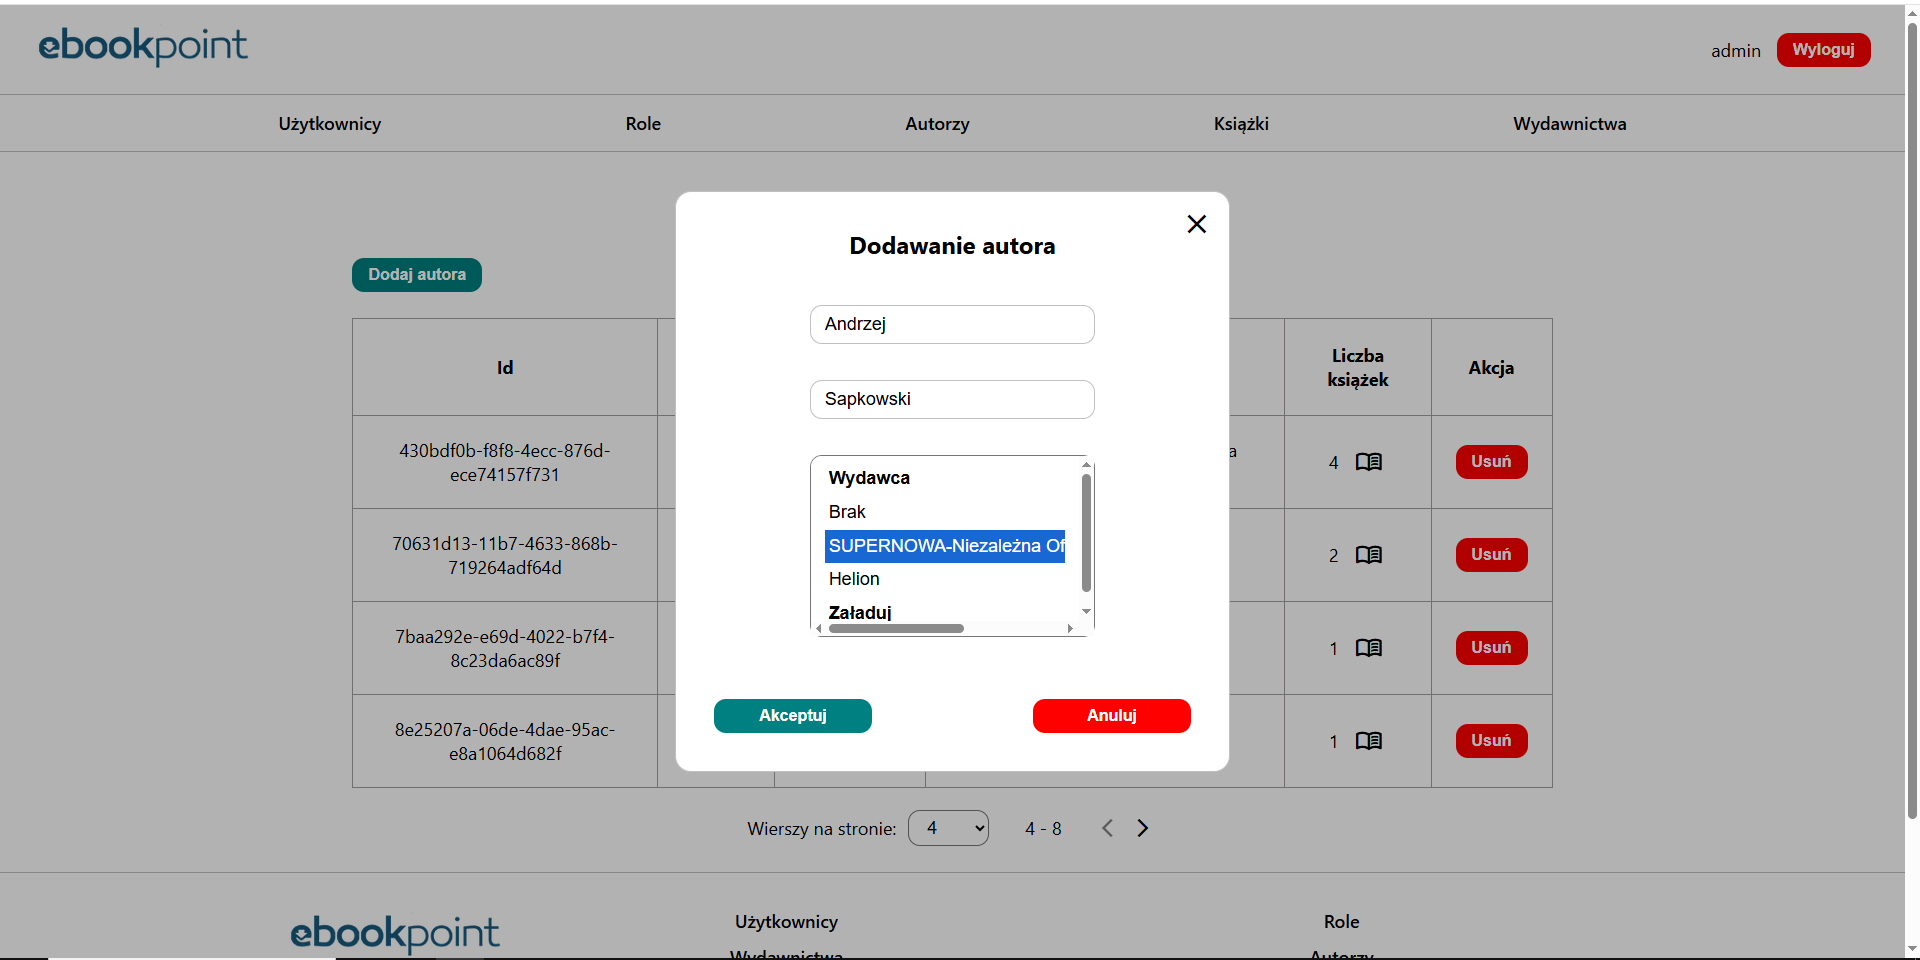 ebookpoint
admin
Wyloguj
Użytkownicy
Role
Autorzy
Książki
Wydawnictwa
Dodawanie autora
Dodaj autora
Andrzej
Sapkowski
Wydawca
Brak
SUPERNOWA-Niezależna Of
Helion
Załaduj
Akceptuj
Anuluj
Id
Liczba
książek
Akcja
430bdf0b-f8f8-4ecc-876d-
ece74157f731
a
4
Usuń
70631d13-11b7-4633-868b-
719264adf64d
2
Usuń
7baa292e-e69d-4022-b7f4-
8c23da6ac89f
1
Usuń
8e25207a-06de-4dae-95ac-
e8a1064d682f
1
Usuń
Wierszy na stronie:
4
4 - 8
ebookpoint
Użytkownicy
Role
Wydawnictwa
Autorzy